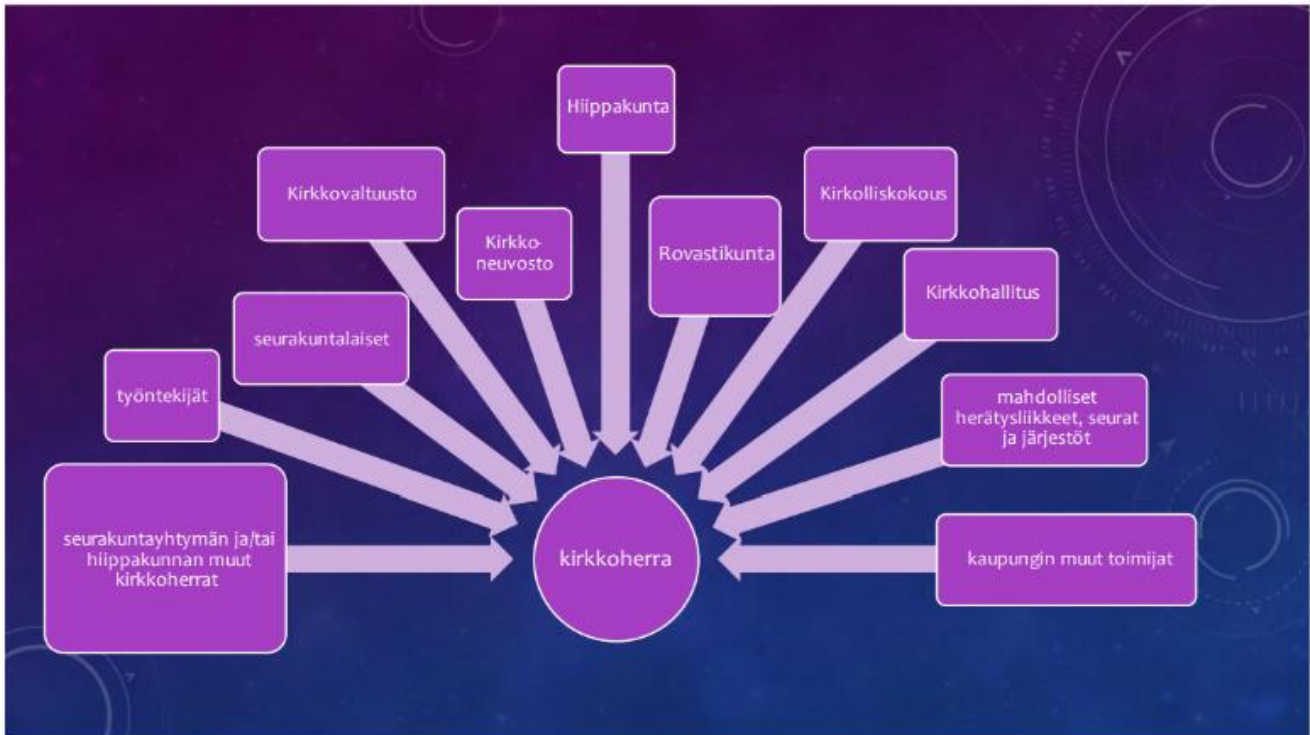 Hiippakunta
Kirkkovaltuusto
Kirkolliskokous
Kirkko-
neuvosto
Rovastikunta
Kirkkohallitus
seurakuntalaiset
työntekijät
mahdolliset
herätysliikkeet, seurat
ja järjestöt
seurakuntayhtymän ja/tai
hiippakunnan muut
kirkkoherrat
kirkkoherra
kaupungin muut toimijat